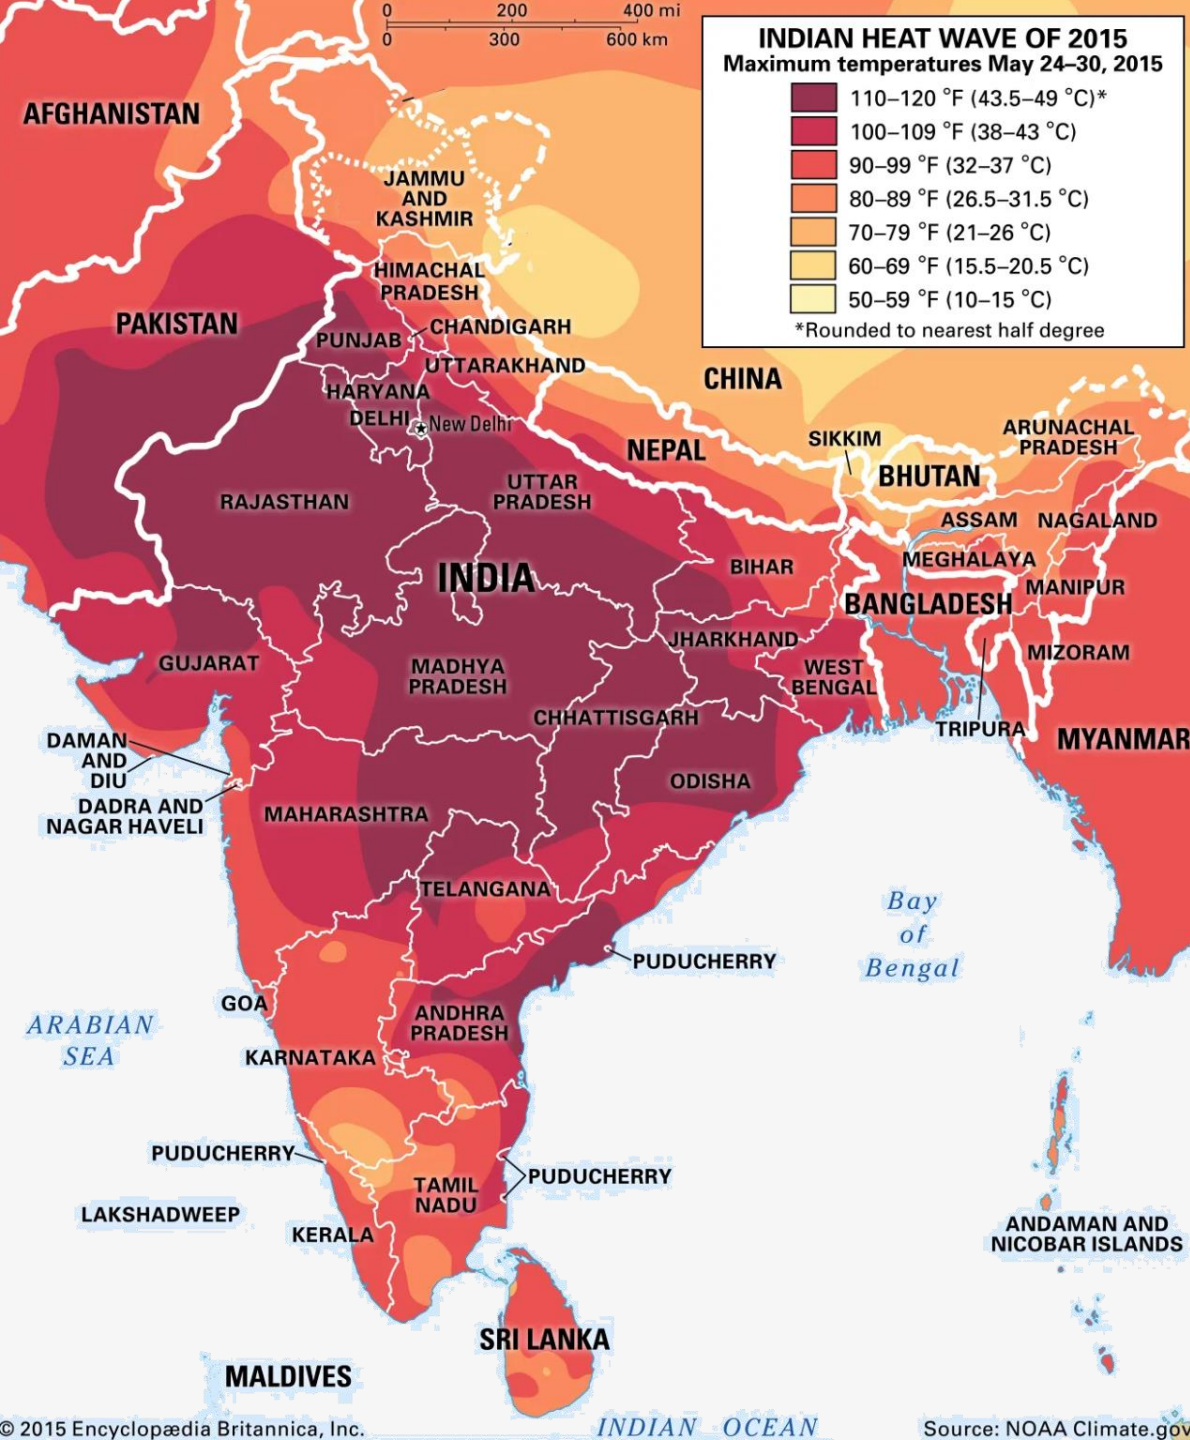 0 200 400 mi
0 300 600 km
INDIAN HEAT WAVE OF 2015
Maximum temperatures May 24–30, 2015
110–120 °F (43.5–49 °C)*
100–109 °F (38–43 °C)
90–99 °F (32–37 °C)
80–89 °F (26.5–31.5 °C)
70–79 °F (21–26 °C)
60–69 °F (15.5–20.5 °C)
50–59 °F (10–15 °C)
*Rounded to nearest half degree
AFGHANISTAN
JAMMU
AND
KASHMIR
HIMACHAL
PRADESH
PAKISTAN
PUNJAB
CHANDIGARH
UTTARAKHAND
CHINA
HARYANA
DELHI
New Delhi
NEPAL
SIKKIM
BHUTAN
ARUNACHAL
PRADESH
RAJASTHAN
UTTAR
PRADESH
ASSAM
NAGALAND
MEGHALAYA
MANIPUR
BIHAR
INDIA
BANGLADESH
JHARKHAND
MIZORAM
GUJARAT
MADHYA
PRADESH
WEST
BENGAL
CHHATTISGARH
TRIPURA
MYANMAR
DAMAN
AND
DIU
DADRA AND
NAGAR HAVELI
ODISHA
MAHARASHTRA
TELANGANA
Bay
of
Bengal
PUDUCHERRY
GOA
ANDHRA
PRADESH
ARABIAN
SEA
KARNATAKA
PUDUCHERRY
PUDUCHERRY
TAMIL
NADU
LAKSHADWEEP
KERALA
ANDAMAN AND
NICOBAR ISLANDS
SRI LANKA
MALDIVES
INDIAN OCEAN
© 2015 Encyclopædia Britannica, Inc.
Source: NOAA Climate.gov